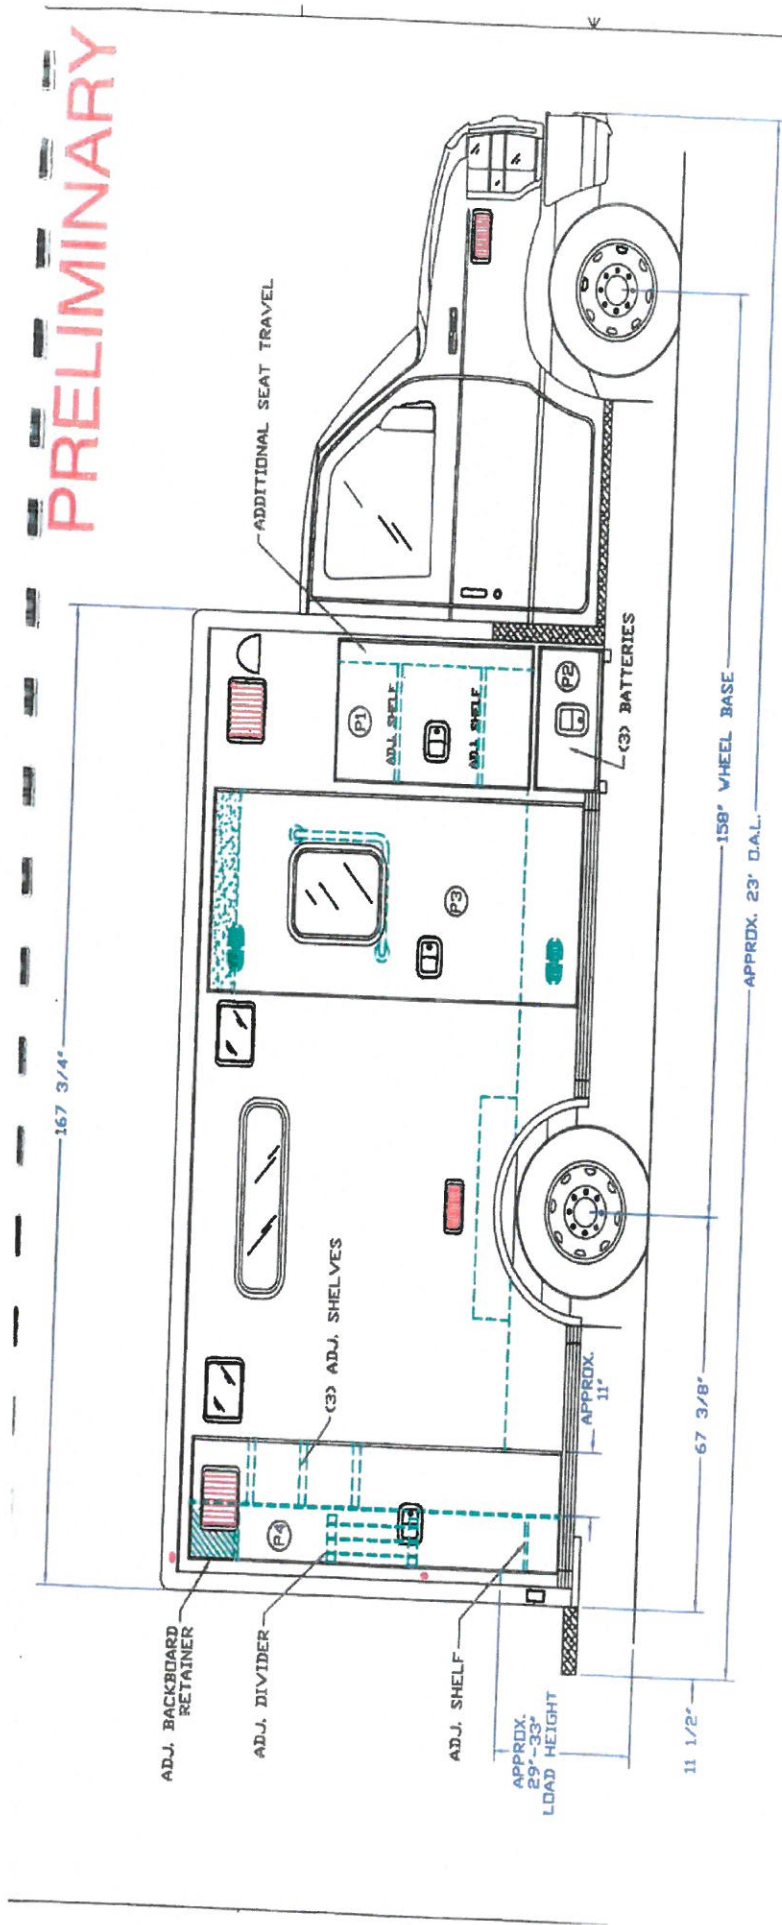 PRELIMINARY
167 3/4"
ADDITIONAL SEAT TRAVEL
P1
ADJ. SHELF
ADJ. SHELF
P2
(3) BATTERIES
P3
(3) ADJ. SHELVES
P4
ADJ. BACKBOARD
RETAINER
ADJ. DIVIDER
ADJ. SHELF
APPROX.
11"
APPROX.
29"-33"
LOAD HEIGHT
67 3/8"
158" WHEEL BASE
11 1/2"
APPROX. 23' O.A.L.